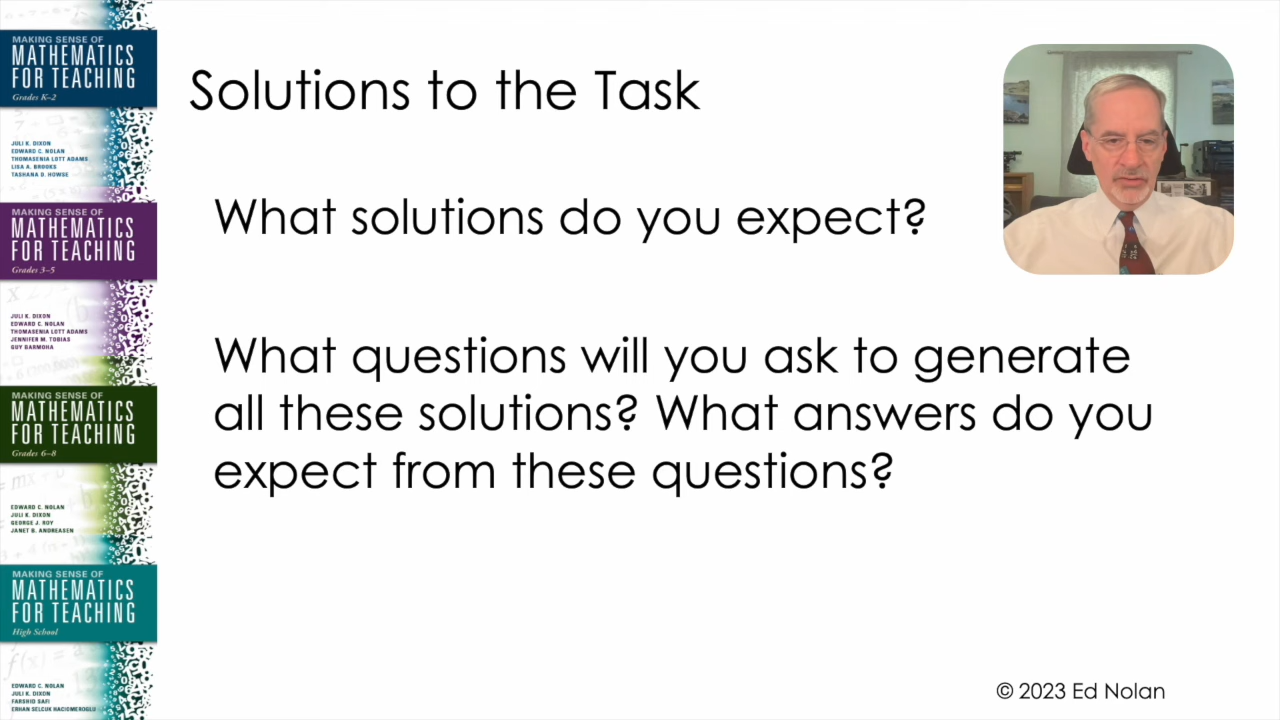 MAKING SENSE OF
MATHEMATICS
FOR TEACHING
Grades K–2
JULI K. DIXON
EDWARD C. NOLAN
THOMASENIA LOTT ADAMS
LISA A. BROOKS
TASHANA D. HOWSE
MAKING SENSE OF
MATHEMATICS
FOR TEACHING
Grades 3–5
JULI K. DIXON
EDWARD C. NOLAN
THOMASENIA LOTT ADAMS
JENNIFER M. TOBIAS
GUY BARMOHA
MAKING SENSE OF
MATHEMATICS
FOR TEACHING
Grades 6–8
EDWARD C. NOLAN
JULI K. DIXON
GEORGE J. ROY
JANET B. ANDREASEN
MAKING SENSE OF
MATHEMATICS
FOR TEACHING
High School
EDWARD C. NOLAN
JULI K. DIXON
FARSHID SAFI
ERHAN SELCUK HACIOMEROGLU
Solutions to the Task
What solutions do you expect?
What questions will you ask to generate
all these solutions? What answers do you
expect from these questions?
© 2023 Ed Nolan